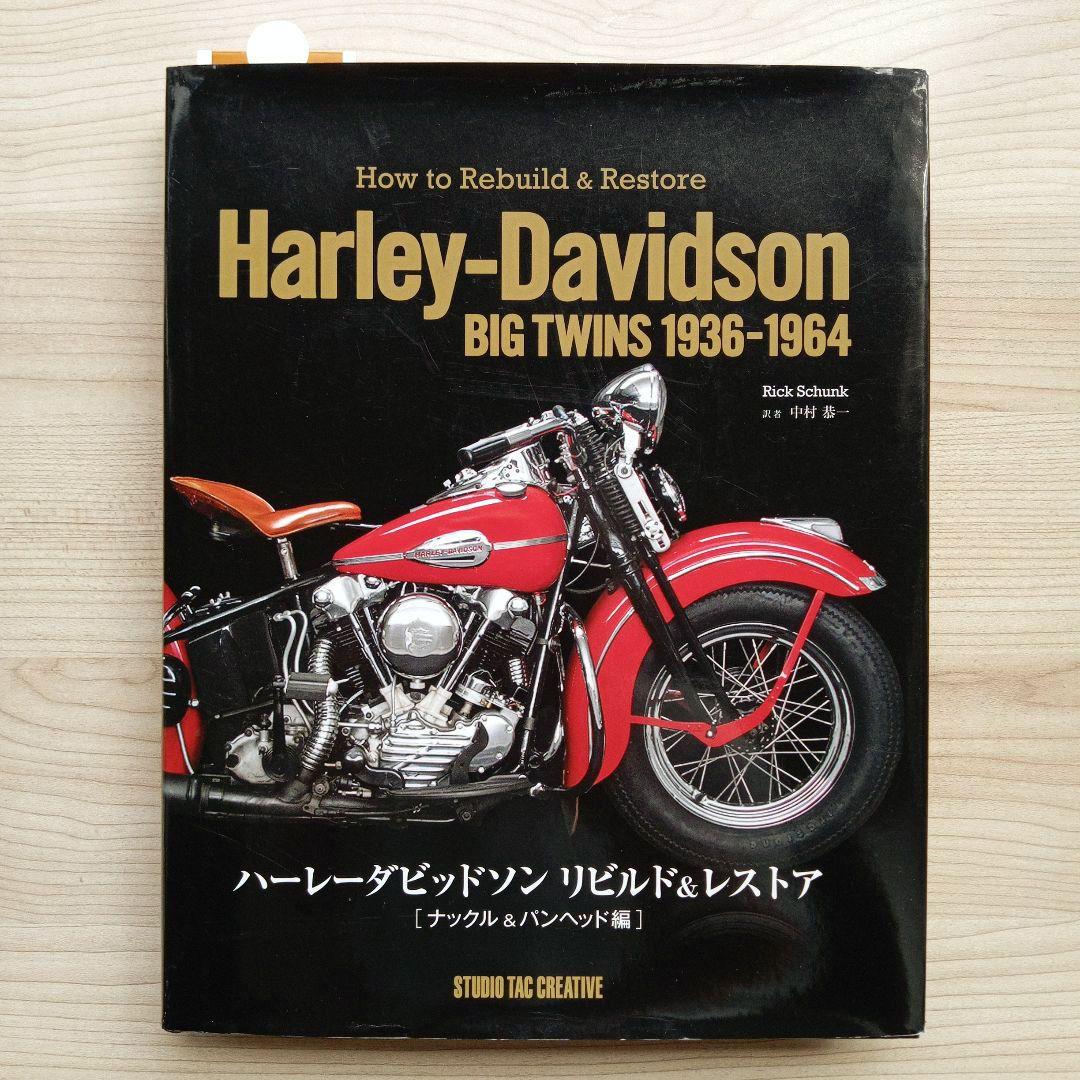 How to Rebuild & Restore
Harley-Davidson
BIG TWINS 1936-1964
Rick Schunk
訳者 中村 恭一
HARLEY-DAVIDSON
ハーレーダビッドソン リビルド&レストア
[ナックル & パンヘッド編]
STUDIO TAC CREATIVE